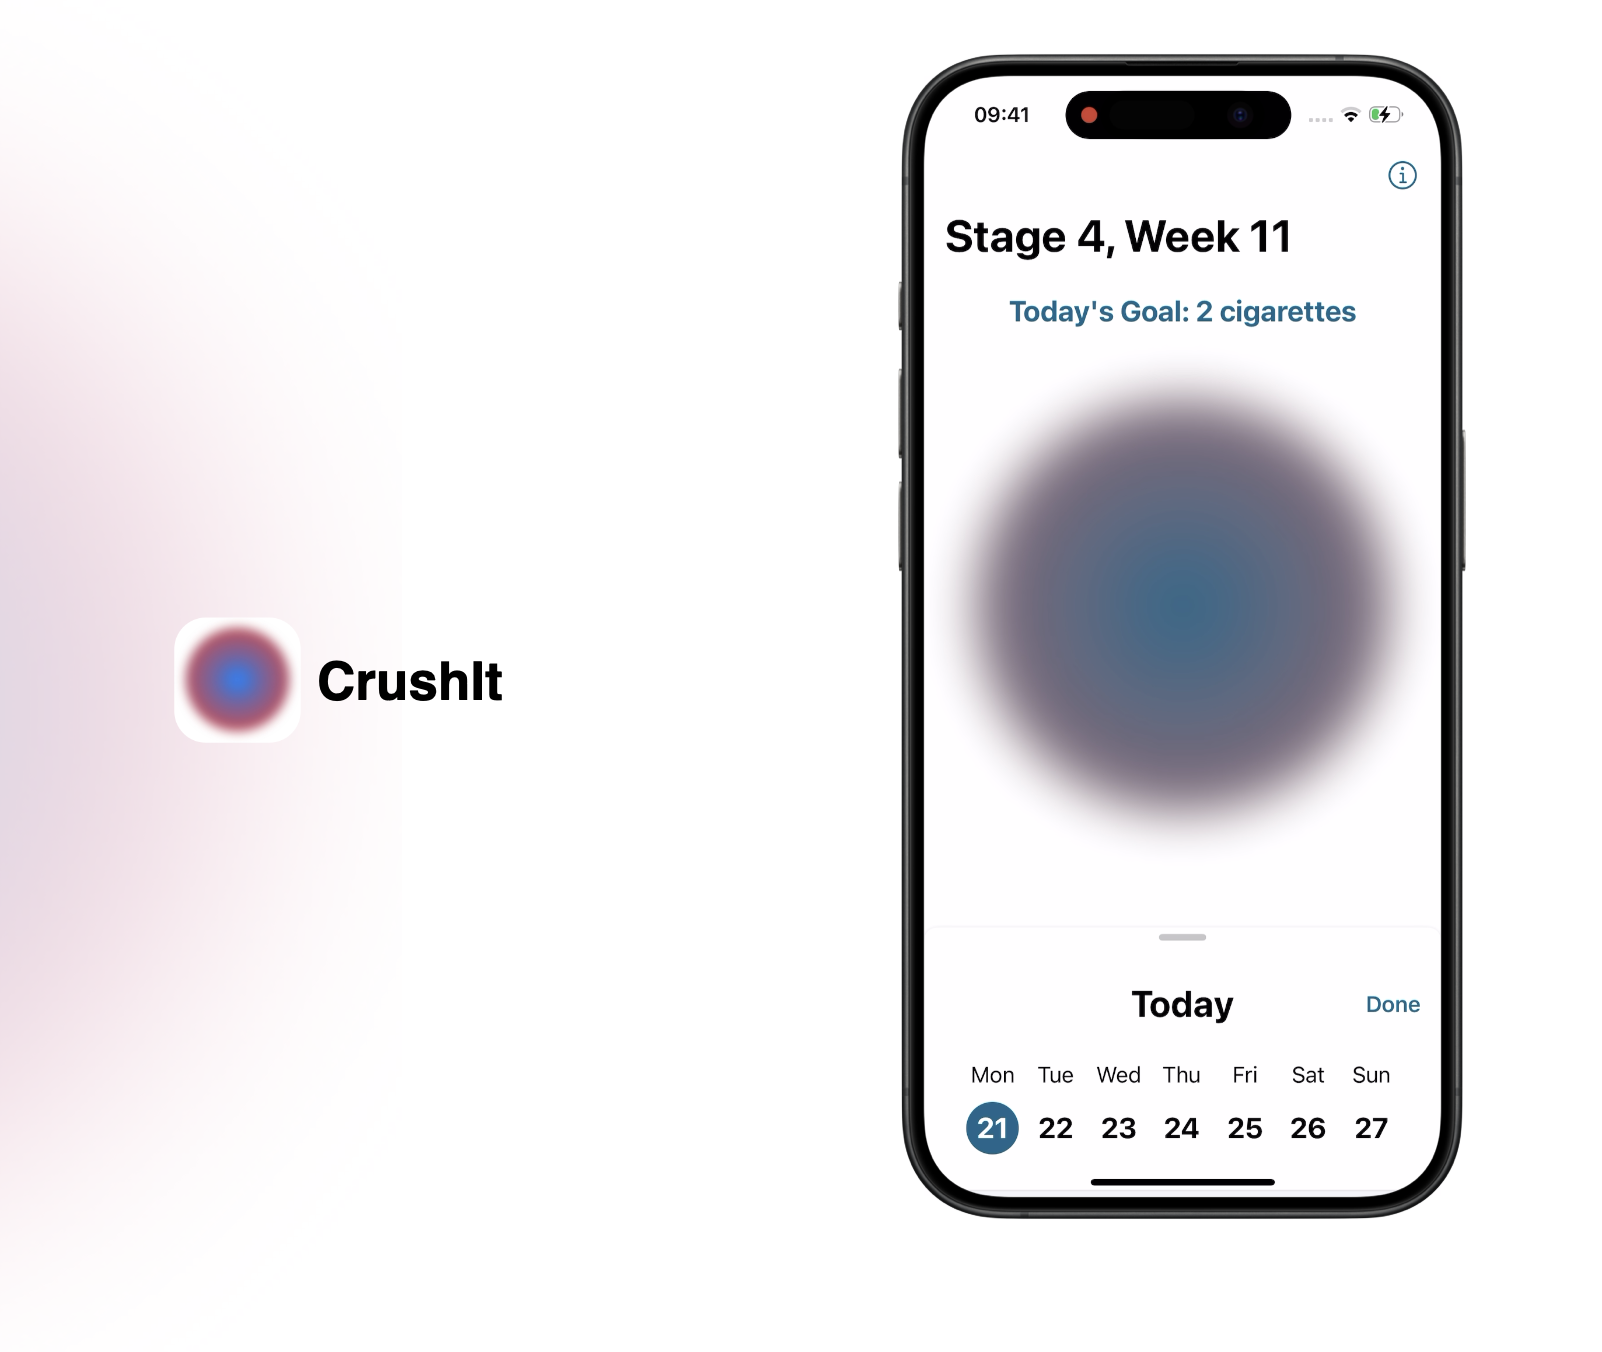 CrushIt
09:41
Stage 4, Week 11
Today's Goal: 2 cigarettes
Today
Done
Mon Tue Wed Thu Fri Sat Sun
21 22 23 24 25 26 27